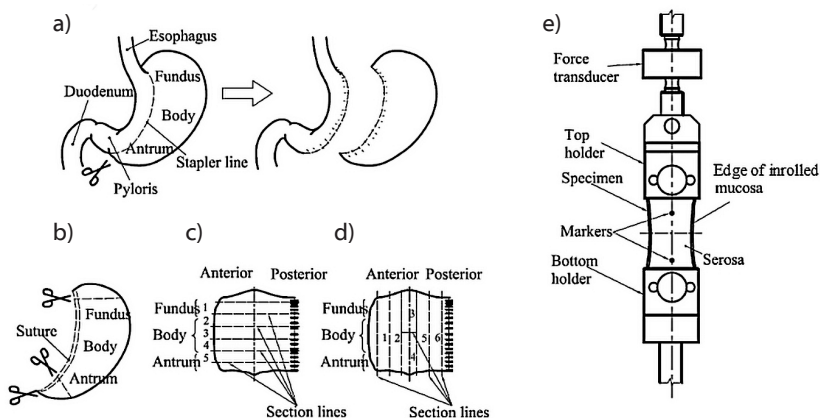 a)
Esophagus
Fundus
Duodenum
Body
Antrum
Stapler line
Pyloris
b)
Fundus
Suture
Body
Antrum
c)
Anterior
Posterior
Fundus
1
2
Body
3
4
Antrum
5
Section lines
d)
Anterior
Posterior
Fundus
3
Body
1
2
5
6
Antrum
4
Section lines
e)
Force
transducer
Top
holder
Specimen
Edge of inrolled
mucosa
Markers
Serosa
Bottom
holder